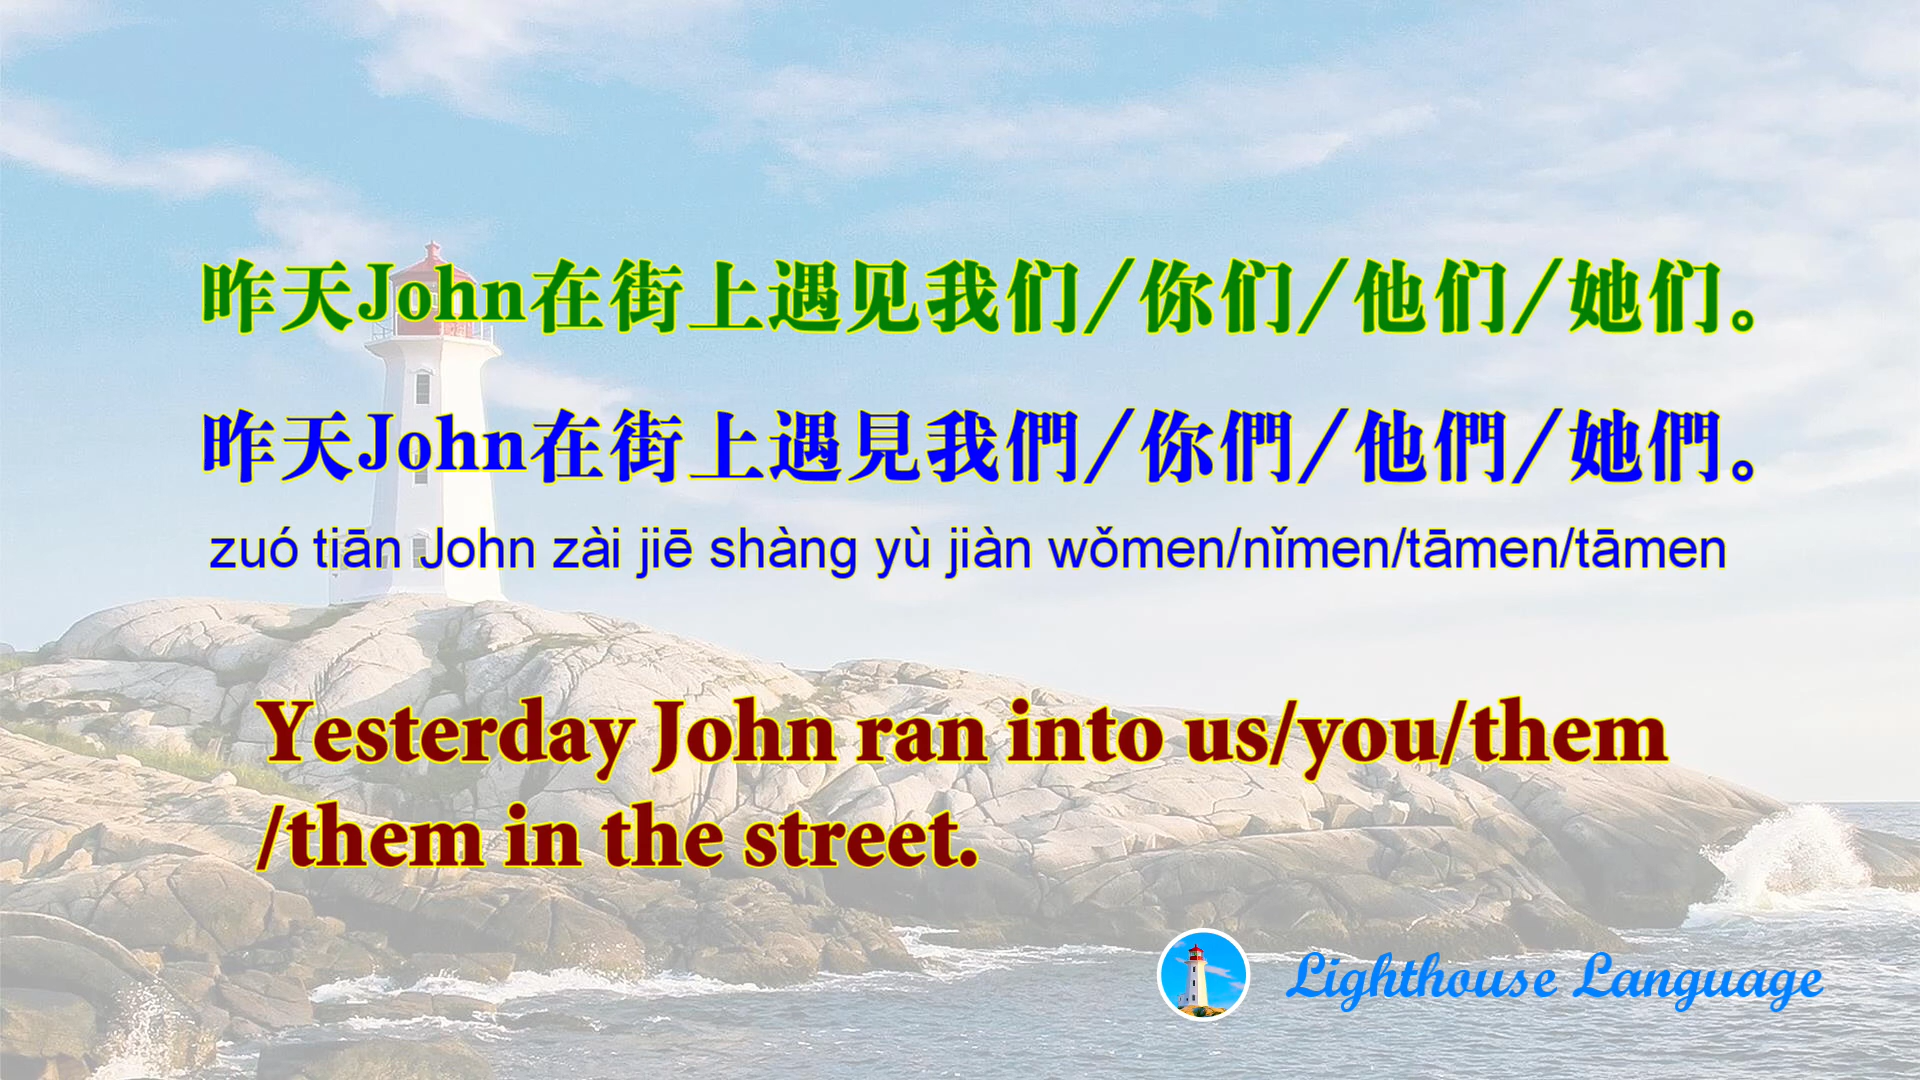 昨天John在街上遇见我们/你们/他们/她们。
昨天John在街上遇見我們/你們/他們/她們。
zuó tiān John zài jiē shàng yù jiàn wǒmen/nǐmen/tāmen/tāmen
Yesterday John ran into us/you/them
/them in the street.
Lighthouse Language